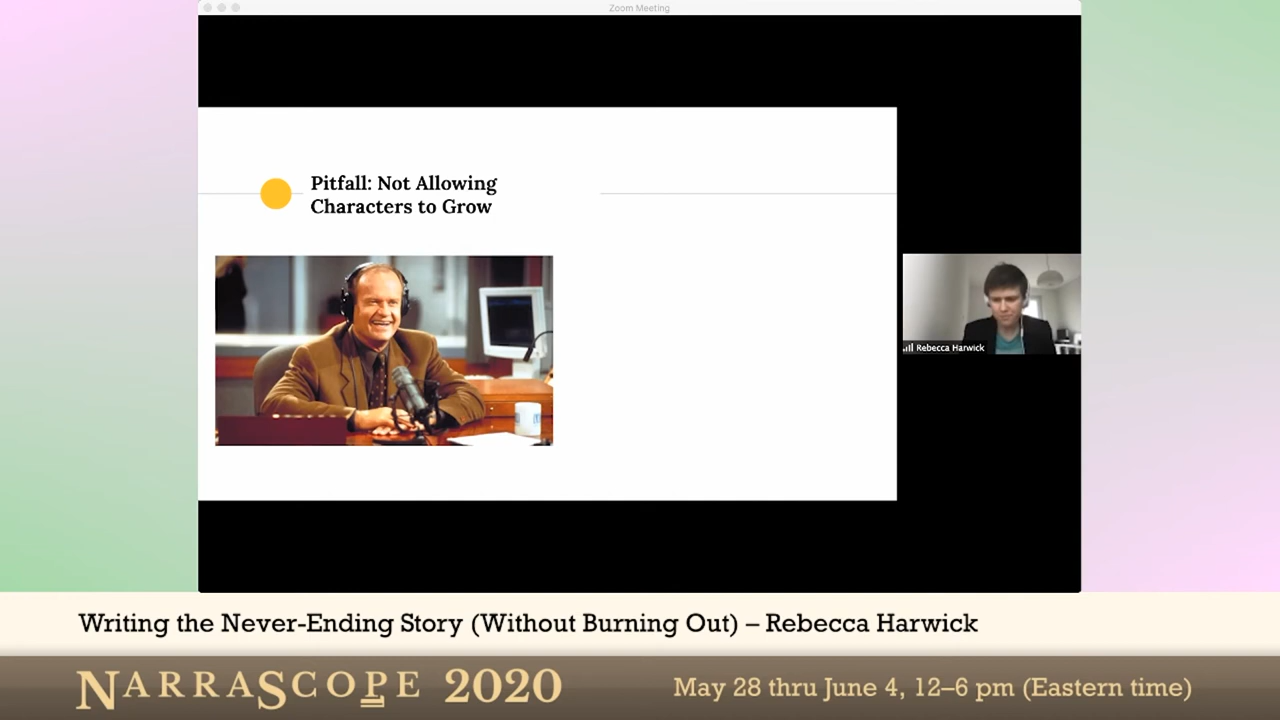 Zoom Meeting
Pitfall: Not Allowing
Characters to Grow
Rebecca Harwick
Writing the Never-Ending Story (Without Burning Out) – Rebecca Harwick
NARRASCOPE 2020
May 28 thru June 4, 12–6 pm (Eastern time)